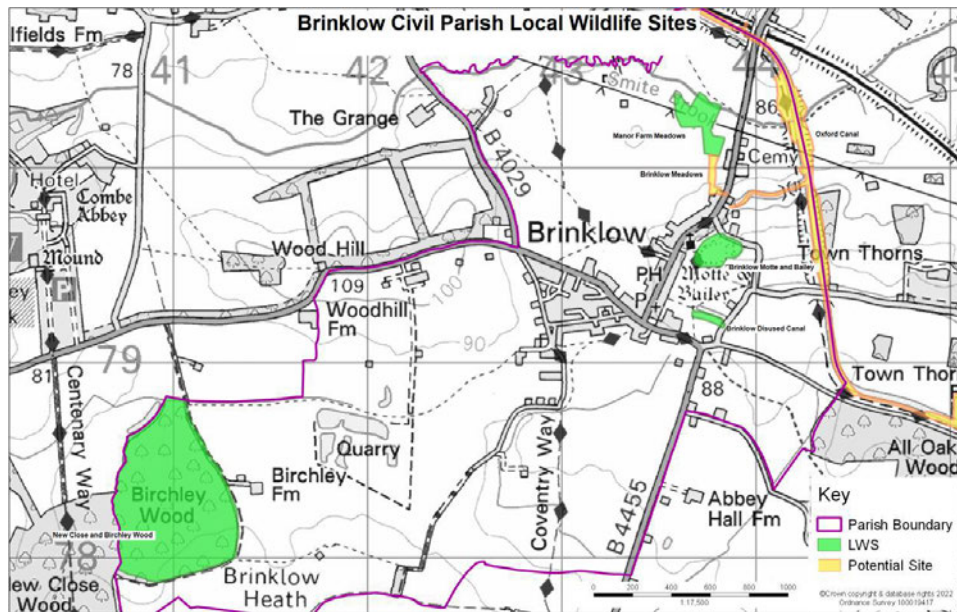 Brinklow Civil Parish Local Wildlife Sites
lfields Fm
78
41
42
43
44
45
Smite
86
Oxford Canal
The Grange
B4029
Manor Farm Meadows
Cemy
Brinklow Meadows
Hotel
Combe
Abbey
Mound
P
Wood Hill
109
Woodhill
Fm
100
Brinklow
PH
P
Motte &
Bailey
Brinklow Motte and Bailey
Town Thorns
Brinklow Disused Canal
79
81
90
88
Centenary Way
Quarry
Birchley
Fm
Birchley
Wood
New Close and Birchley Wood
78
ew Close
Wood
Brinklow
Heath
Coventry Way
B4455
Abbey
Hall Fm
Town Thor
All Oak
Wood
Key
Parish Boundary
LWS
Potential Site
0 200 400 600 800 1000
1:17,500
©Crown copyright & database rights 2022
Ordnance Survey 100019417